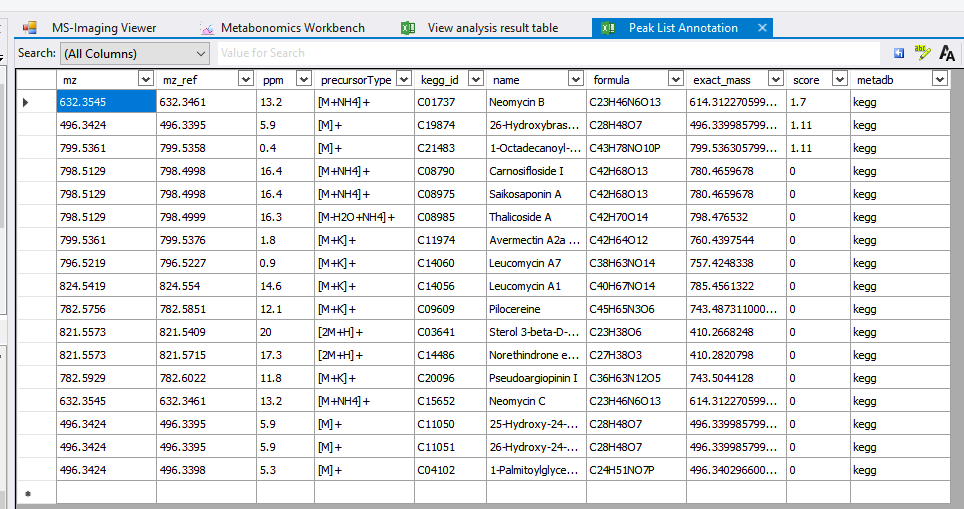 MS-Imaging Viewer Metabonomics Workbench View analysis result table Peak List Annotation
Search: (All Columns) Value for Search
mz mz_ref ppm precursorType kegg_id name formula exact_mass score metadb
632.3545 632.3461 13.2 [M+NH4]+ C01737 Neomycin B C23H46N6O13 614.312270599... 1.7 kegg
496.3424 496.3395 5.9 [M]+ C19874 26-Hydroxybras... C28H48O7 496.339985799... 1.11 kegg
799.5361 799.5358 0.4 [M]+ C21483 1-Octadecanoyl-... C43H78NO10P 799.536305799... 1.11 kegg
798.5129 798.4998 16.4 [M+NH4]+ C08790 Carnosifloside I C42H68O13 780.4659678 0 kegg
798.5129 798.4998 16.4 [M+NH4]+ C08975 Saikosaponin A C42H68O13 780.4659678 0 kegg
798.5129 798.4999 16.3 [M-H2O+NH4]+ C08985 Thalicoside A C42H70O14 798.476532 0 kegg
799.5361 799.5376 1.8 [M+K]+ C11974 Avermectin A2a ... C42H64O12 760.4397544 0 kegg
796.5219 796.5227 0.9 [M+K]+ C14060 Leucomycin A7 C38H63NO14 757.4248338 0 kegg
824.5419 824.554 14.6 [M+K]+ C14056 Leucomycin A1 C40H67NO14 785.4561322 0 kegg
782.5756 782.5851 12.1 [M+K]+ C09609 Pilocereine C45H65N3O6 743.487311000... 0 kegg
821.5573 821.5409 20 [2M+H]+ C03641 Sterol 3-beta-D-... C23H38O6 410.2668248 0 kegg
821.5573 821.5715 17.3 [2M+H]+ C14486 Norethindrone e... C27H38O3 410.2820798 0 kegg
782.5929 782.6022 11.8 [M+K]+ C20096 Pseudoargiopinin I C36H63N12O5 743.5044128 0 kegg
632.3545 632.3461 13.2 [M+NH4]+ C15652 Neomycin C C23H46N6O13 614.312270599... 0 kegg
496.3424 496.3395 5.9 [M]+ C11050 25-Hydroxy-24-... C28H48O7 496.339985799... 0 kegg
496.3424 496.3395 5.9 [M]+ C11051 26-Hydroxy-24-... C28H48O7 496.339985799... 0 kegg
496.3424 496.3398 5.3 [M]+ C04102 1-Palmitoylglyce... C24H51NO7P 496.340296600... 0 kegg